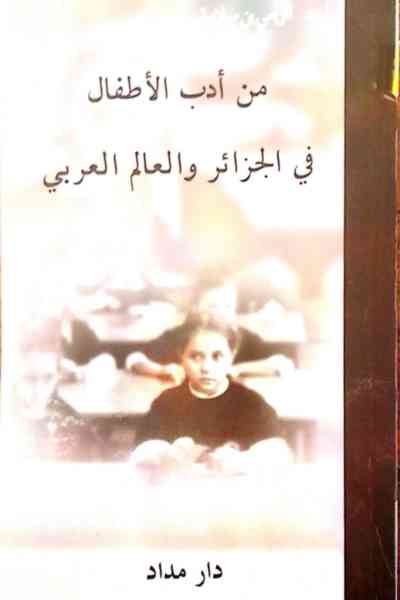 من أدب الأطفال
في الجزائر والعالم العربي
دار مداد